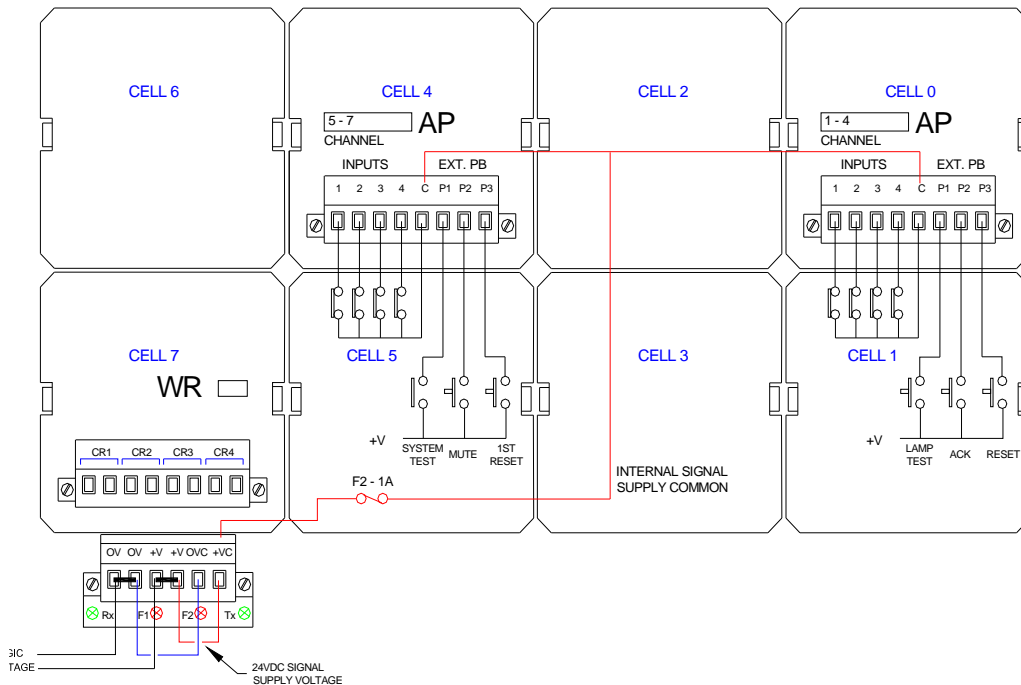 CELL 6
CELL 4
CELL 2
CELL 0
5 - 7
AP
CHANNEL
1 - 4
AP
CHANNEL
INPUTS
EXT. PB
1 2 3 4 C P1 P2 P3
INPUTS
EXT. PB
1 2 3 4 C P1 P2 P3
CELL 7
CELL 5
CELL 3
CELL 1
WR
CR1 CR2 CR3 CR4
+V
SYSTEM
TEST
MUTE
1ST
RESET
+V
LAMP
TEST
ACK
RESET
F2 - 1A
INTERNAL SIGNAL
SUPPLY COMMON
OV OV +V +V OVC +VC
Rx F1 F2 Tx
GIC
TAGE
24VDC SIGNAL
SUPPLY VOLTAGE